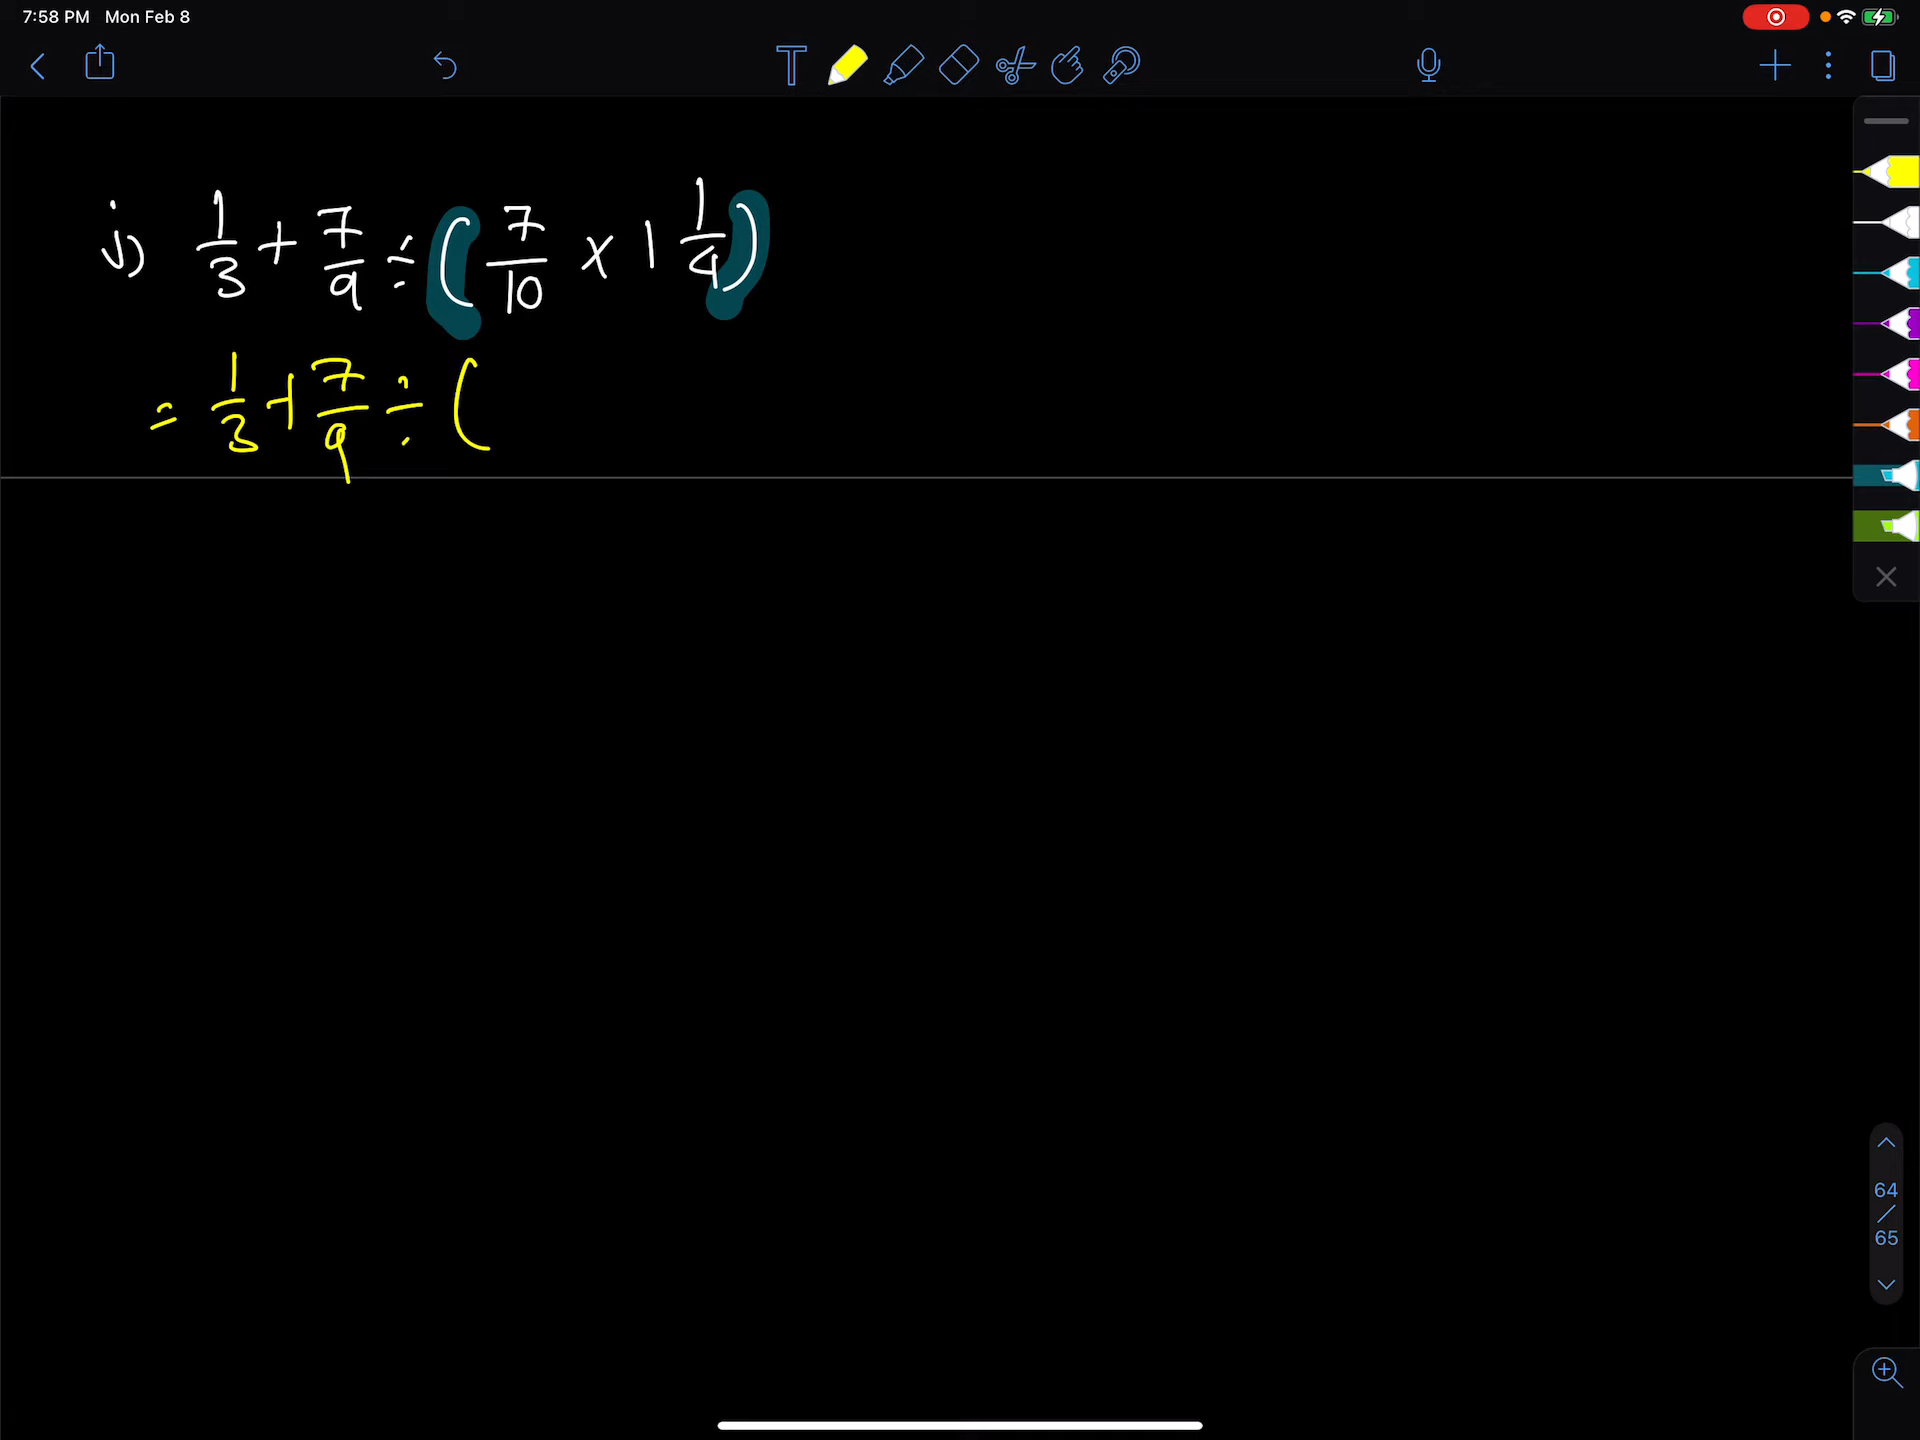 7:58 PM Mon Feb 8
T
j) 1/3 + 7/9 ÷ ( 7/10 × 1 1/4 )
= 1/3 + 7/9 ÷ (
64
/
65